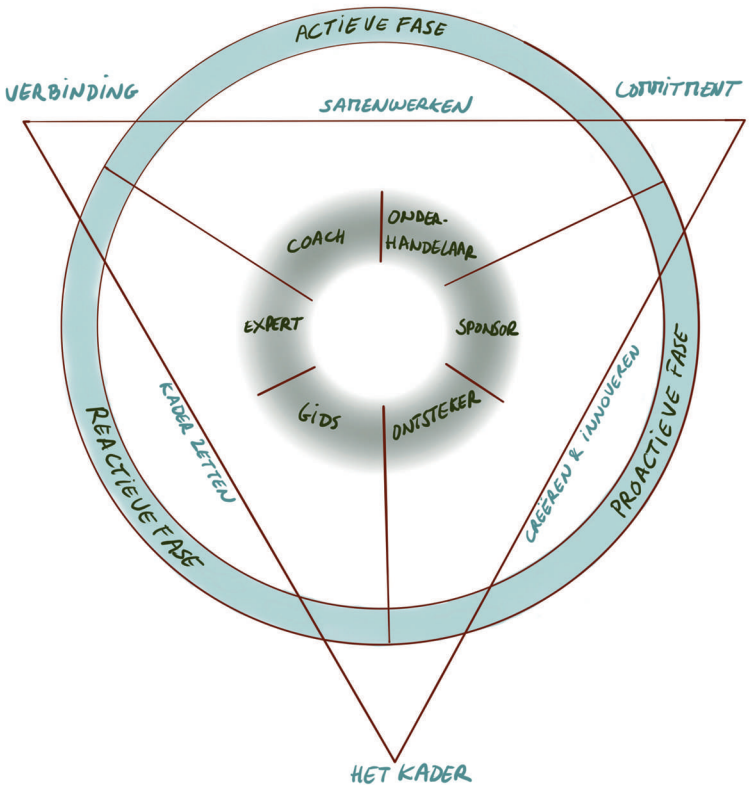 ACTIEVE FASE
VERBINDING
SAMENWERKEN
COMMITMENT
COACH
ONDER-
HANDELAAR
EXPERT
SPONSOR
GIDS
ONTSTEKER
KADER ZETTEN
CREËREN & INNOVEREN
REACTIEVE FASE
PROACTIEVE FASE
HET KADER